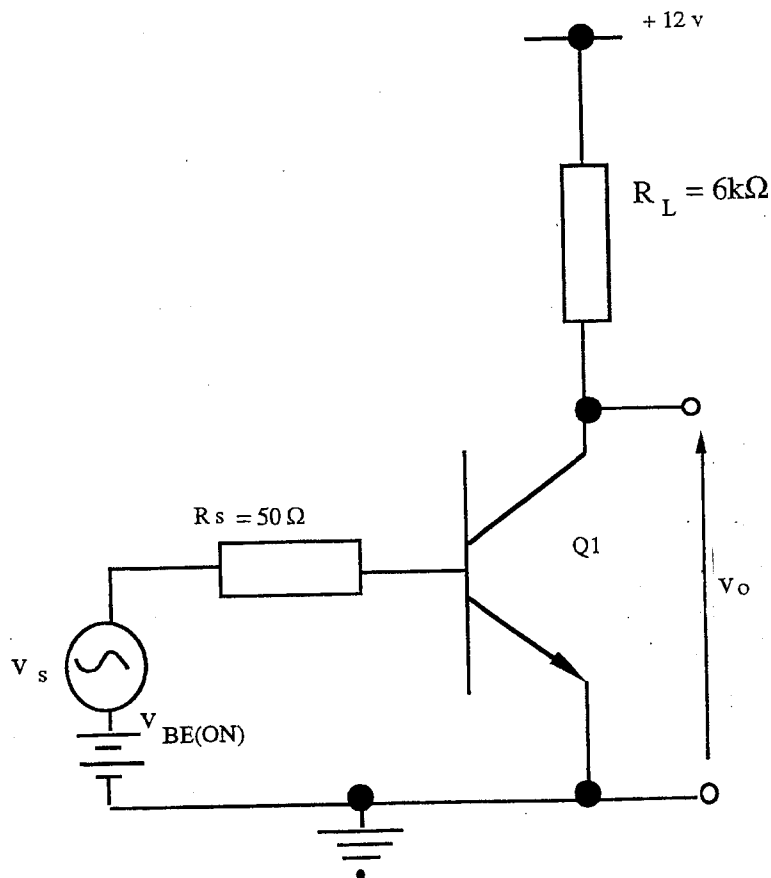 + 12 v
R L = 6kΩ
R s = 50 Ω
Q1
v o
v s
v BE(ON)